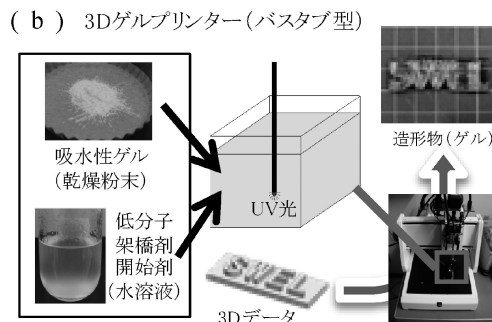 (b) 3Dゲルプリンター(バスタブ型)
吸水性ゲル
(乾燥粉末)
低分子
架橋剤
開始剤
(水溶液)
UV光
3Dデータ
SWEL
造形物(ゲル)